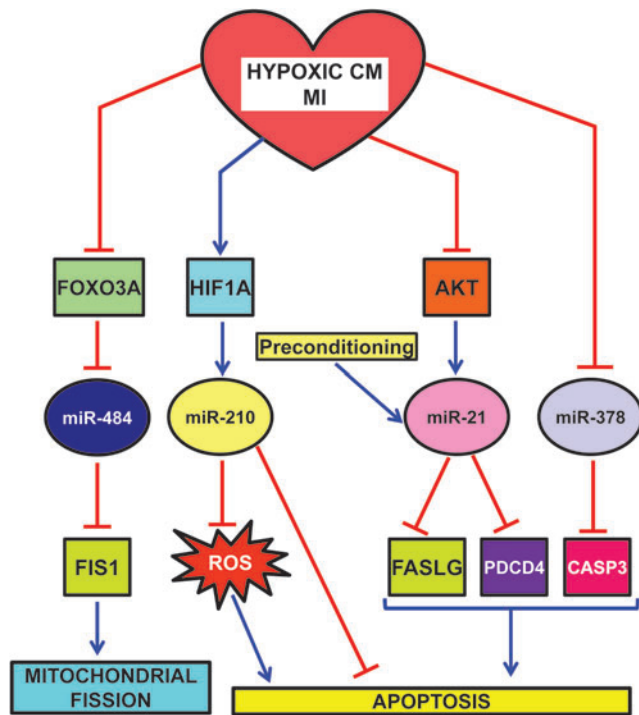 HYPOXIC CM
MI
FOXO3A
HIF1A
AKT
Preconditioning
miR-484
miR-210
miR-21
miR-378
FIS1
ROS
FASLG
PDCD4
CASP3
MITOCHONDRIAL
FISSION
APOPTOSIS